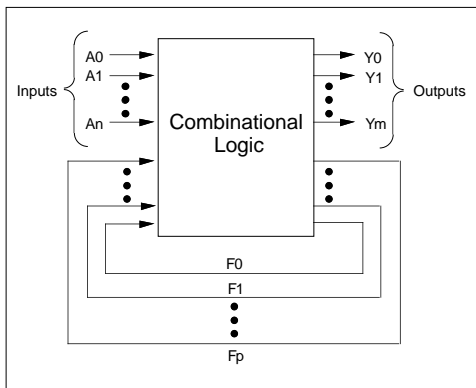 A0
A1
Inputs
An
Combinational
Logic
Y0
Y1
Outputs
Ym
F0
F1
Fp